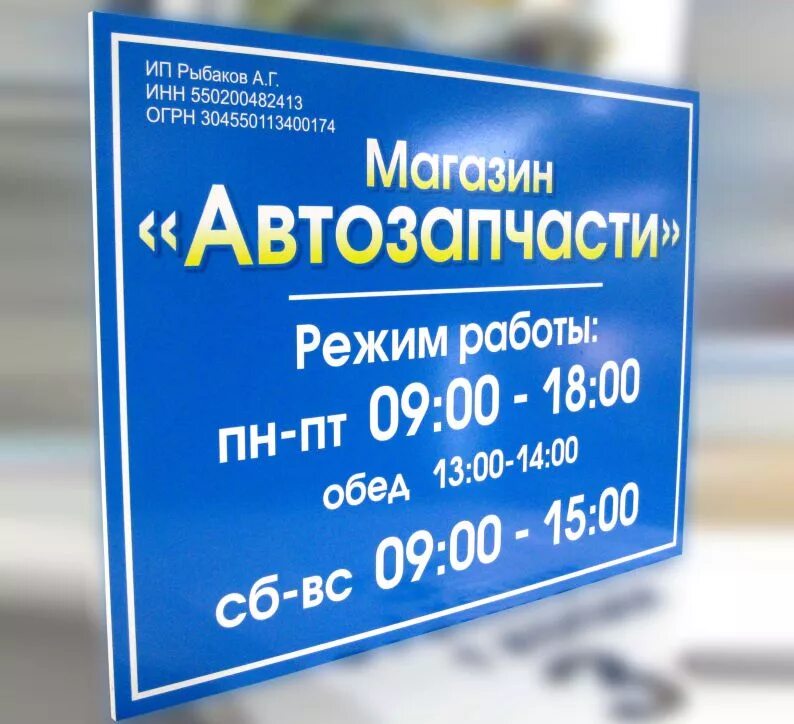 ИП Рыбаков А.Г.
ИНН 550200482413
ОГРН 304550113400174
Магазин
«Автозапчасти»
Режим работы:
пн-пт 09:00 - 18:00
обед 13:00-14:00
сб-вс 09:00 - 15:00